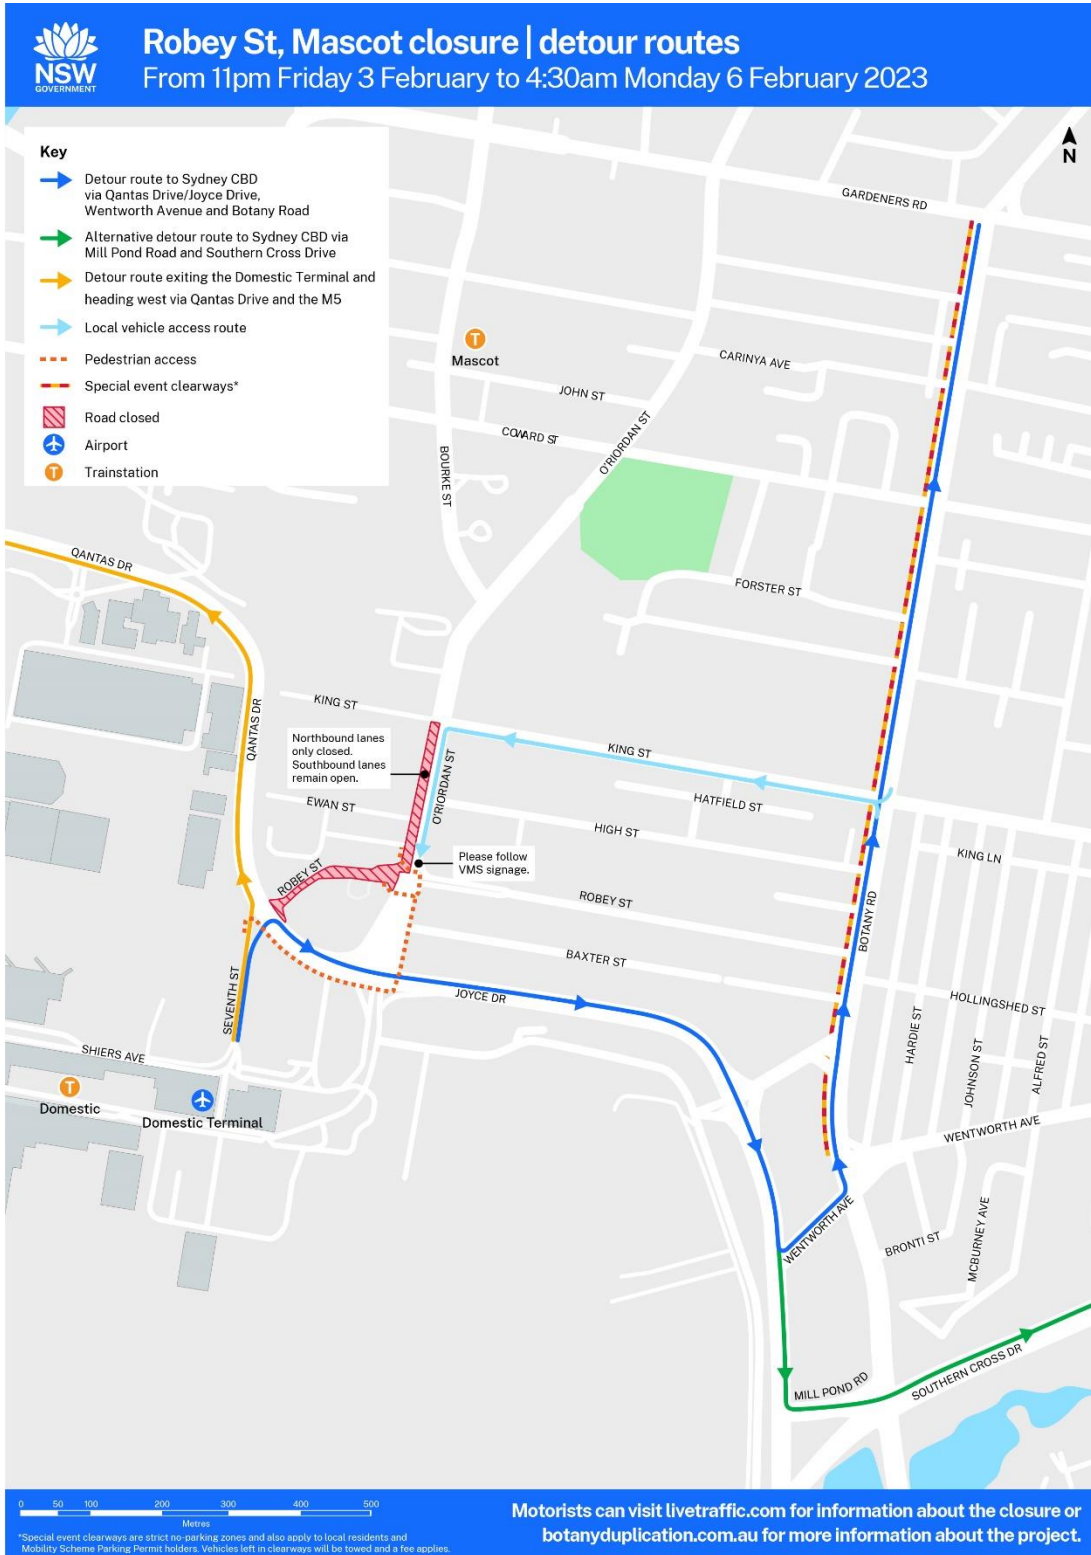 NSW
GOVERNMENT
Robey St, Mascot closure | detour routes
From 11pm Friday 3 February to 4:30am Monday 6 February 2023
Key
Detour route to Sydney CBD
via Qantas Drive/Joyce Drive,
Wentworth Avenue and Botany Road
Alternative detour route to Sydney CBD via
Mill Pond Road and Southern Cross Drive
Detour route exiting the Domestic Terminal and
heading west via Qantas Drive and the M5
Local vehicle access route
Pedestrian access
Special event clearways*
Road closed
Airport
T Trainstation
N
GARDENERS RD
T
Mascot
CARINYA AVE
JOHN ST
COWARD ST
O'RIORDAN ST
BOURKE ST
QANTAS DR
FORSTER ST
KING ST
QANTAS DR
Northbound lanes
only closed.
Southbound lanes
remain open.
KING ST
O'RIORDAN ST
EWAN ST
HATFIELD ST
HIGH ST
KING LN
Please follow
VMS signage.
ROBEY ST
ROBEY ST
BOTANY RD
BAXTER ST
JOYCE DR
SEVENTH ST
HOLLINGSHED ST
HARDIE ST
JOHNSON ST
ALFRED ST
SHIERS AVE
T
Domestic
Domestic Terminal
WENTWORTH AVE
WENTWORTH AVE
BRONTI ST
MCBURNEY AVE
MILL POND RD
SOUTHERN CROSS DR
0 50 100 200 300 400 500
Metres
*Special event clearways are strict no-parking zones and also apply to local residents and
Mobility Scheme Parking Permit holders. Vehicles left in clearways will be towed and a fee applies.
Motorists can visit livetraffic.com for information about the closure or
botanyduplication.com.au for more information about the project.